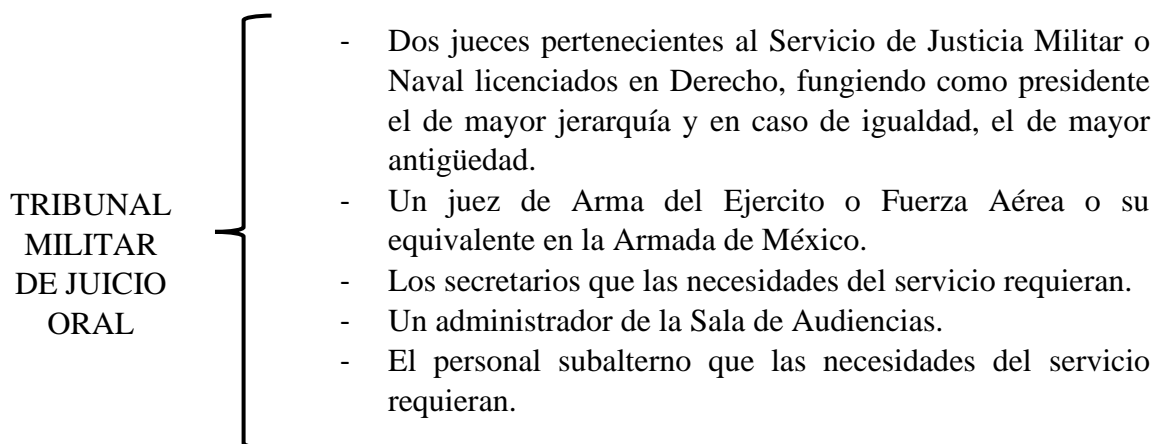 TRIBUNAL
MILITAR
DE JUICIO
ORAL
- Dos jueces pertenecientes al Servicio de Justicia Militar o
Naval licenciados en Derecho, fungiendo como presidente
el de mayor jerarquía y en caso de igualdad, el de mayor
antigüedad.
- Un juez de Arma del Ejercito o Fuerza Aérea o su
equivalente en la Armada de México.
- Los secretarios que las necesidades del servicio requieran.
- Un administrador de la Sala de Audiencias.
- El personal subalterno que las necesidades del servicio
requieran.